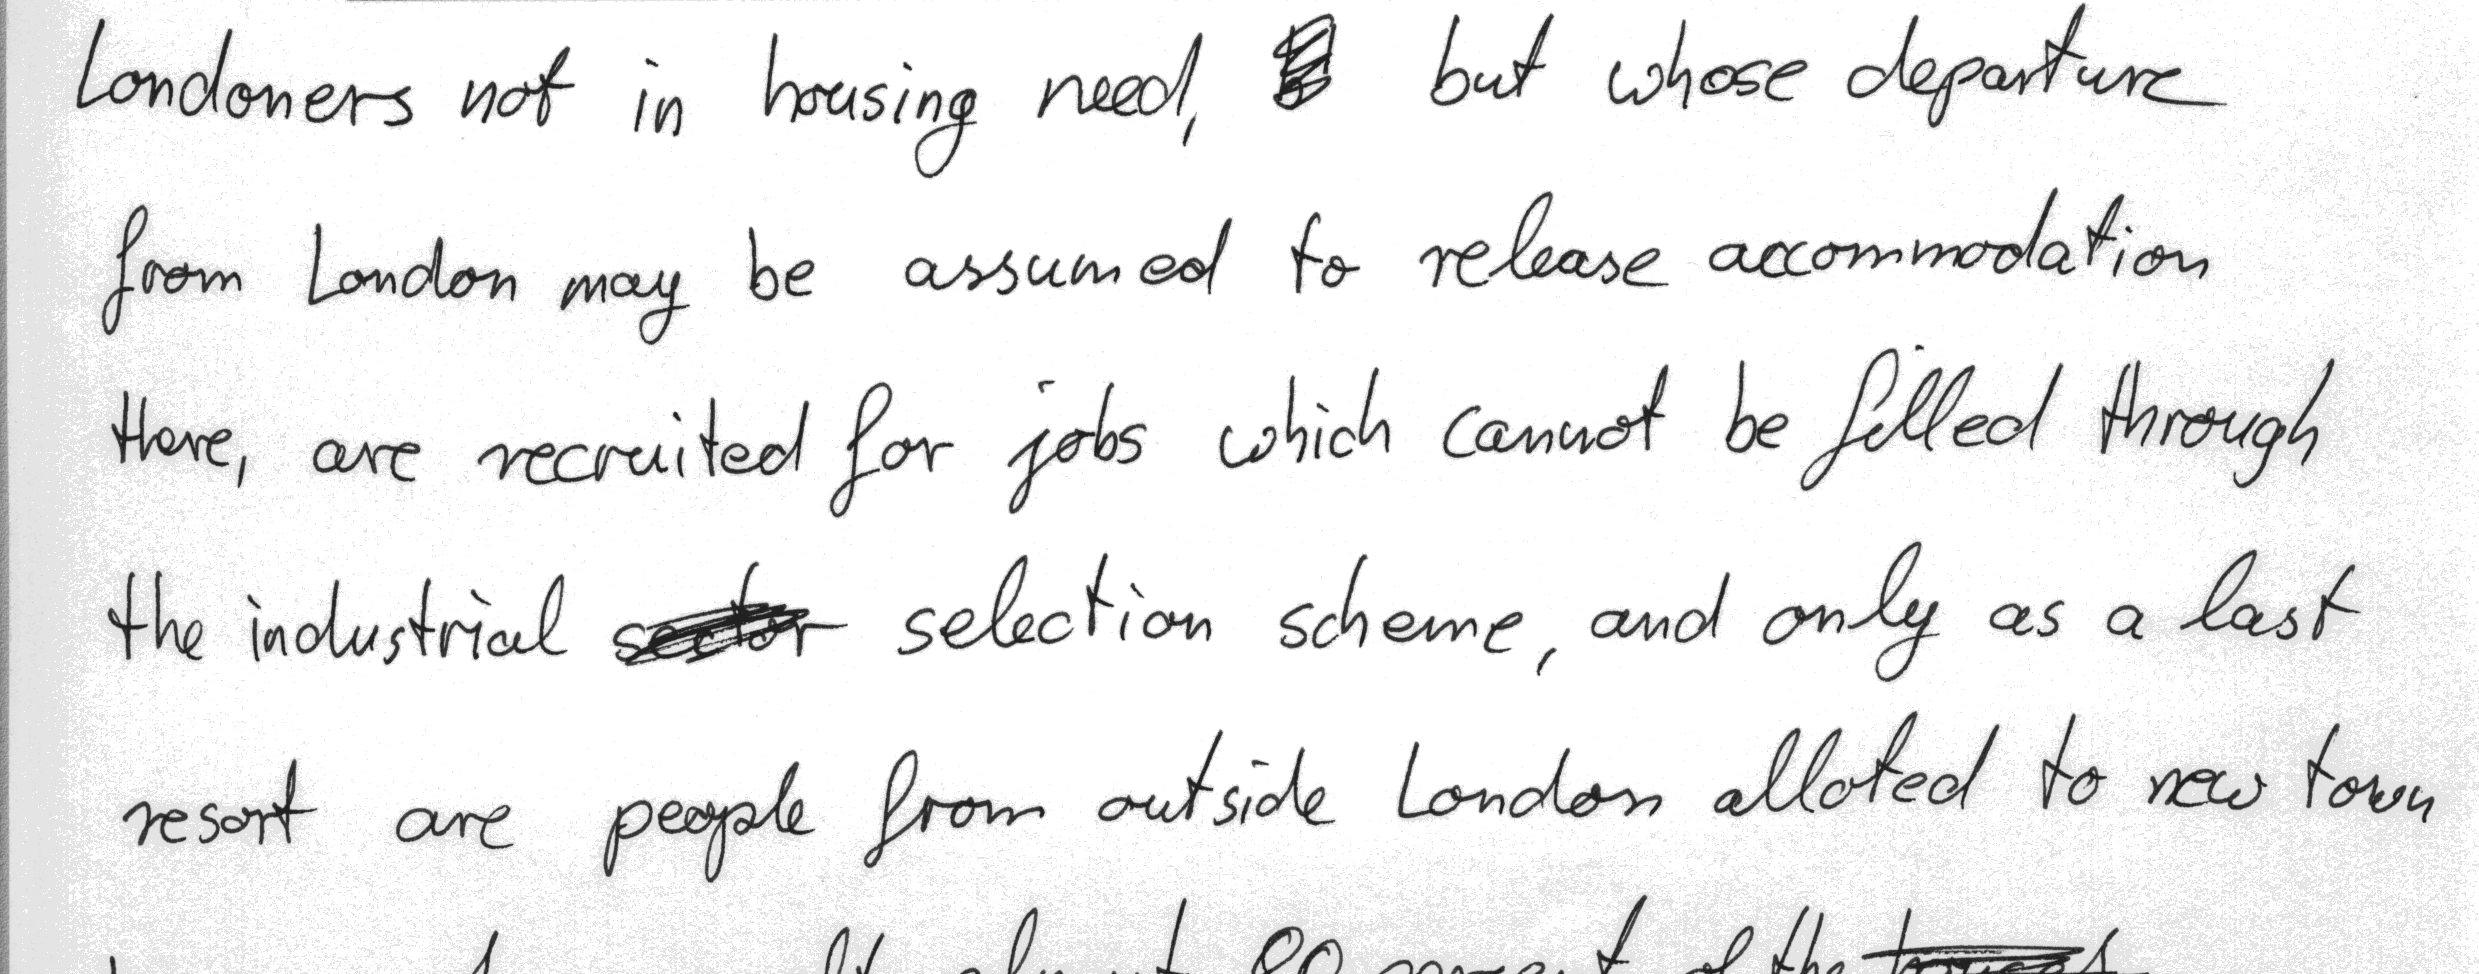 Londoners not in housing need, but whose departure
from London may be assumed to release accommodation
there, are recruited for jobs which cannot be filled through
the industrial selection scheme, and only as a last
resort are people from outside London alloted to new town
of the